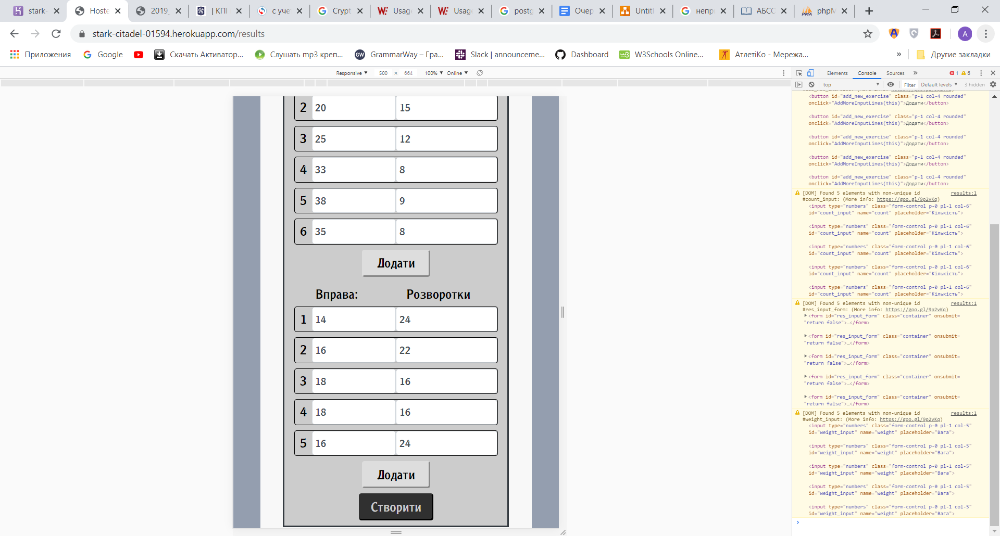 stark-
Hoste
2019_
| КПІ
с уче
Crypt
Usage
Usage
postg
Очер
Untitl
непр
АБСО
phpM
stark-citadel-01594.herokuapp.com/results
A
Приложения
Google
Скачать Активатор...
Слушать mp3 креп...
GrammarWay – Гра...
Slack | announceme...
Dashboard
W3Schools Online...
АтлетіКо - Мережа...
»
Другие закладки
Responsive 500 × 664 100% Online
Elements Console Sources » 1 6
top Filter Default levels 3 hidden
2 20 15
3 25 12
4 33 8
5 38 9
6 35 8
Додати
Вправа: Розворотки
1 14 24
2 16 22
3 18 16
4 18 16
5 16 24
Додати
Створити
<button id="add_new_exercise" class="p-1 col-4 rounded"
onclick="AddMoreInputLines(this)">Додати</button>
<button id="add_new_exercise" class="p-1 col-4 rounded"
onclick="AddMoreInputLines(this)">Додати</button>
<button id="add_new_exercise" class="p-1 col-4 rounded"
onclick="AddMoreInputLines(this)">Додати</button>
<button id="add_new_exercise" class="p-1 col-4 rounded"
onclick="AddMoreInputLines(this)">Додати</button>
<button id="add_new_exercise" class="p-1 col-4 rounded"
onclick="AddMoreInputLines(this)">Додати</button>
[DOM] Found 5 elements with non-unique id results:1
#count_input: (More info: https://goo.gl/9p2vKq)
<input type="numbers" class="form-control p-0 pl-1 col-6"
id="count_input" name="count" placeholder="Кількість">
<input type="numbers" class="form-control p-0 pl-1 col-6"
id="count_input" name="count" placeholder="Кількість">
<input type="numbers" class="form-control p-0 pl-1 col-6"
id="count_input" name="count" placeholder="Кількість">
<input type="numbers" class="form-control p-0 pl-1 col-6"
id="count_input" name="count" placeholder="Кількість">
<input type="numbers" class="form-control p-0 pl-1 col-6"
id="count_input" name="count" placeholder="Кількість">
[DOM] Found 5 elements with non-unique id results:1
#res_input_form: (More info: https://goo.gl/9p2vKq)
<form id="res_input_form" class="container" onsubmit=
"return false">…</form>
<form id="res_input_form" class="container" onsubmit=
"return false">…</form>
<form id="res_input_form" class="container" onsubmit=
"return false">…</form>
<form id="res_input_form" class="container" onsubmit=
"return false">…</form>
<form id="res_input_form" class="container" onsubmit=
"return false">…</form>
[DOM] Found 5 elements with non-unique id results:1
#weight_input: (More info: https://goo.gl/9p2vKq)
<input type="numbers" class="form-control p-0 pl-1 col-5"
id="weight_input" name="weight" placeholder="Вага">
<input type="numbers" class="form-control p-0 pl-1 col-5"
id="weight_input" name="weight" placeholder="Вага">
<input type="numbers" class="form-control p-0 pl-1 col-5"
id="weight_input" name="weight" placeholder="Вага">
<input type="numbers" class="form-control p-0 pl-1 col-5"
id="weight_input" name="weight" placeholder="Вага">
<input type="numbers" class="form-control p-0 pl-1 col-5"
id="weight_input" name="weight" placeholder="Вага">